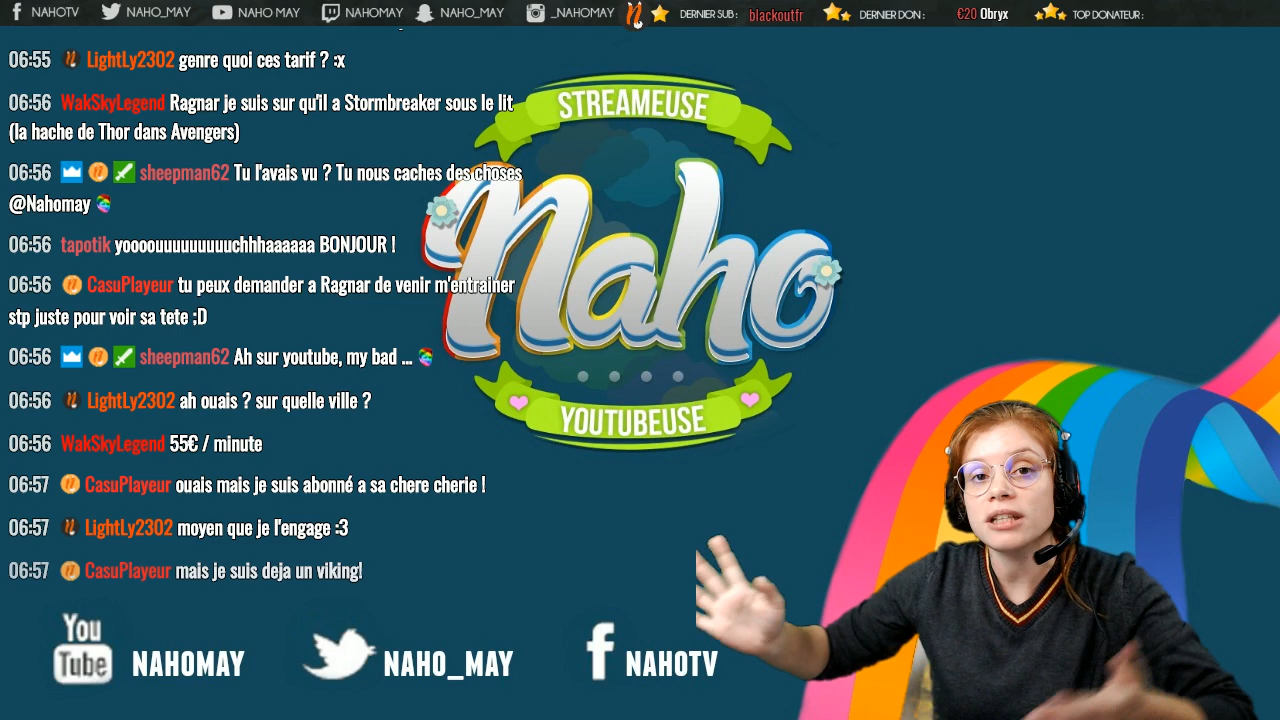 NAHOTV NAHO_MAY NAHO MAY NAHOMAY NAHO_MAY _NAHOMAY DERNIER SUB : blackoutfr DERNIER DON : €20 Obryx TOP DONATEUR :
06:55 LightLy2302 genre quoi ces tarif ? :x
06:56 WakSkyLegend Ragnar je suis sur qu'il a Stormbreaker sous le lit
(la hache de Thor dans Avengers)
06:56 sheepman62 Tu l'avais vu ? Tu nous caches des choses
@Nahomay
06:56 tapotik yoooouuuuuuuuuchhhaaaaaa BONJOUR !
06:56 CasuPlayeur tu peux demander a Ragnar de venir m'entrainer
stp juste pour voir sa tete ;D
06:56 sheepman62 Ah sur youtube, my bad ...
06:56 LightLy2302 ah ouais ? sur quelle ville ?
06:56 WakSkyLegend 55€ / minute
06:57 CasuPlayeur ouais mais je suis abonné a sa chere cherie !
06:57 LightLy2302 moyen que je l'engage :3
06:57 CasuPlayeur mais je suis deja un viking!
STREAMEUSE
Naho
YOUTUBEUSE
You
Tube NAHOMAY NAHO_MAY NAHOTV